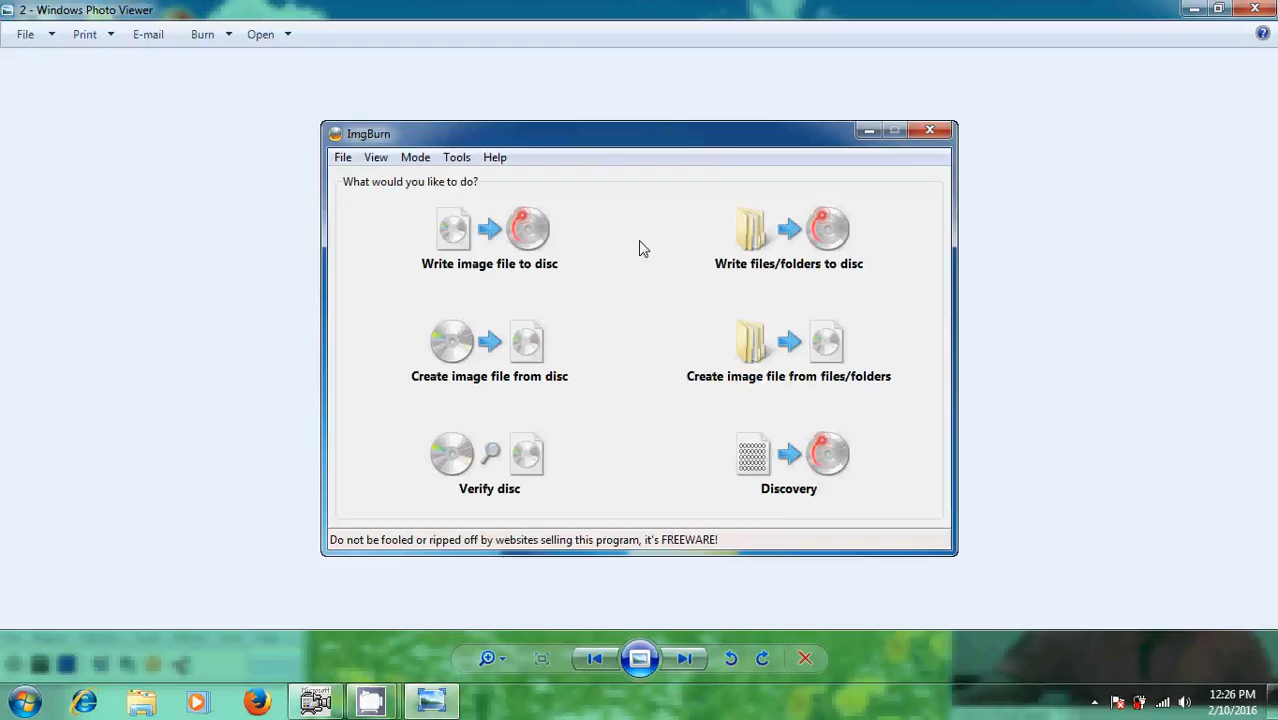 2 - Windows Photo Viewer
File Print E-mail Burn Open
ImgBurn
File View Mode Tools Help
What would you like to do?
Write image file to disc
Write files/folders to disc
Create image file from disc
Create image file from files/folders
Verify disc
Discovery
Do not be fooled or ripped off by websites selling this program, it's FREEWARE!
Microsoft
12:26 PM
2/10/2016